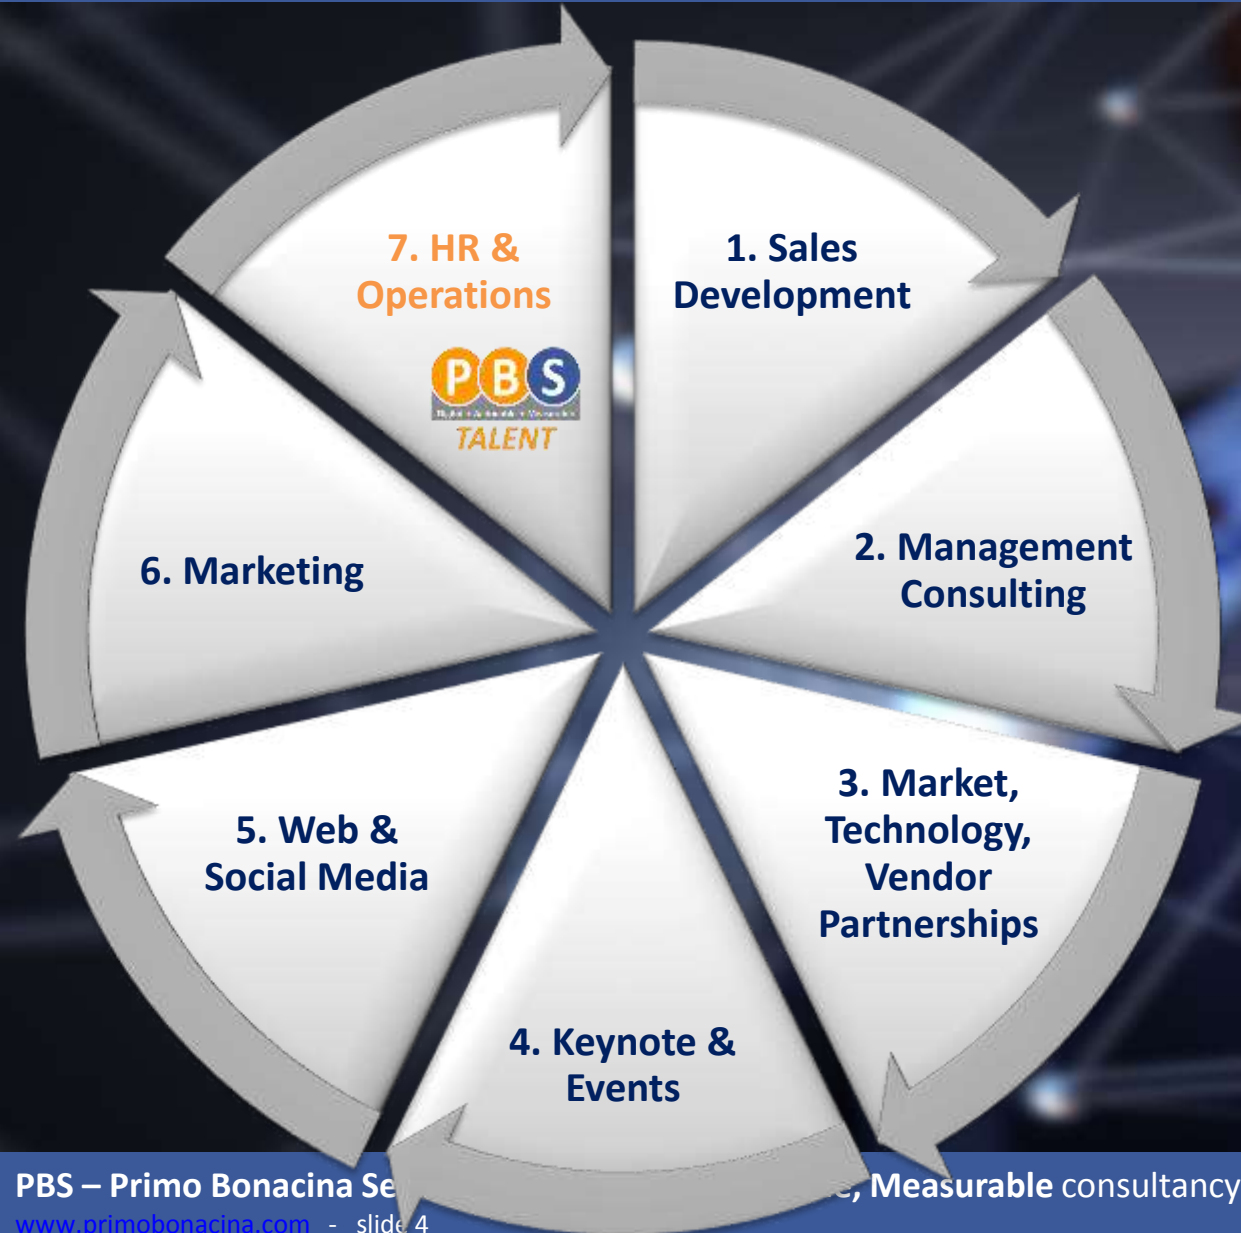 7. HR &
Operations
PBS
TALENT
1. Sales
Development
2. Management
Consulting
3. Market,
Technology,
Vendor
Partnerships
4. Keynote &
Events
5. Web &
Social Media
6. Marketing
PBS – Primo Bonacina
, Measurable consultancy
www.primobonacina.com - slide 4